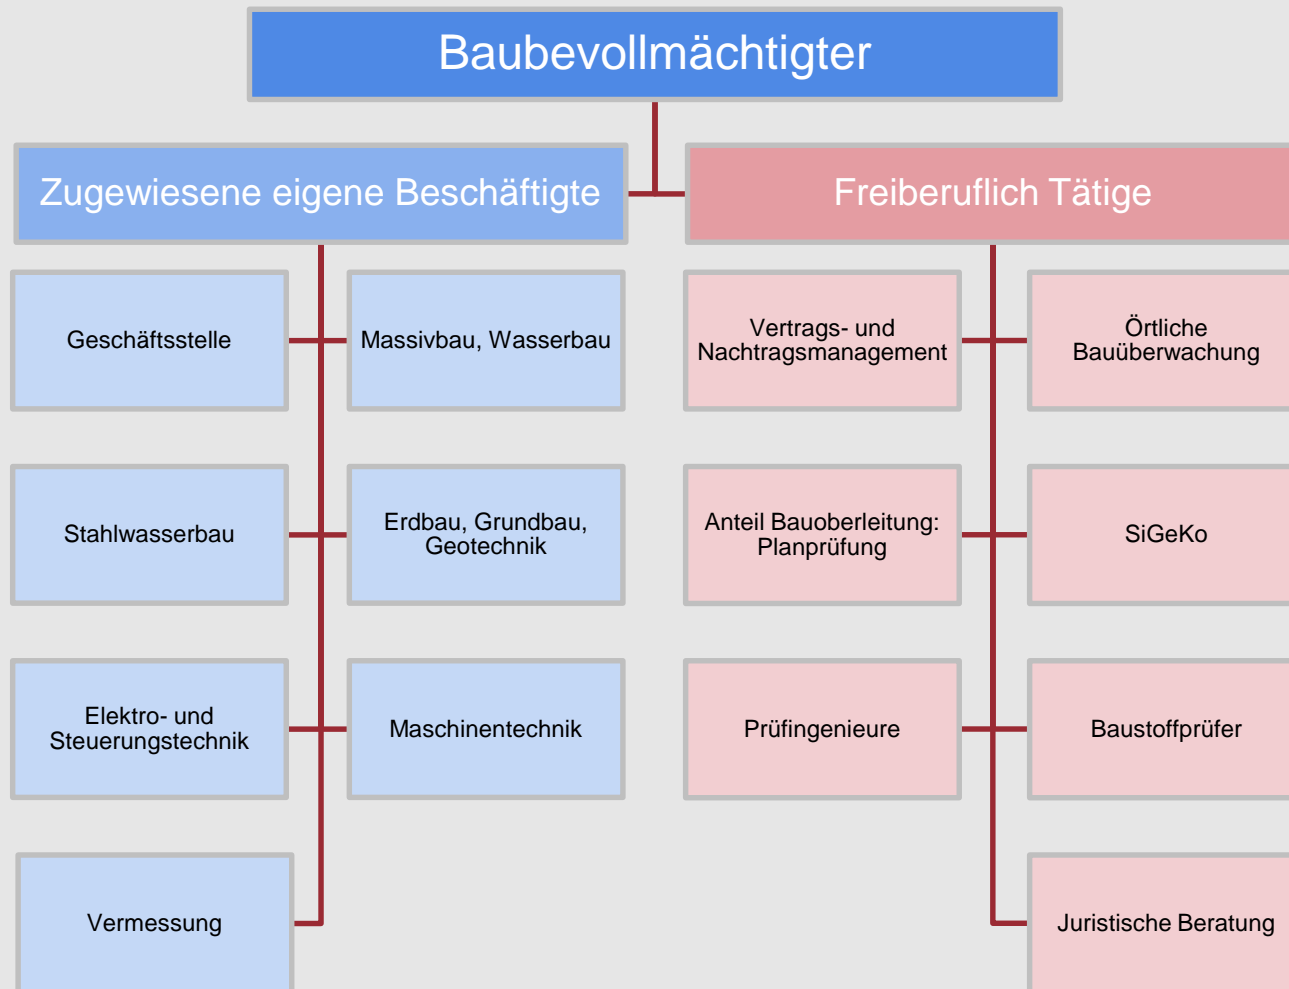 Baubevollmächtigter
Zugewiesene eigene Beschäftigte
Freiberuflich Tätige
Geschäftsstelle
Massivbau, Wasserbau
Vertrags- und
Nachtragsmanagement
Örtliche
Bauüberwachung
Stahlwasserbau
Erdbau, Grundbau,
Geotechnik
Anteil Bauoberleitung:
Planprüfung
SiGeKo
Elektro- und
Steuerungstechnik
Maschinentechnik
Prüfingenieure
Baustoffprüfer
Vermessung
Juristische Beratung